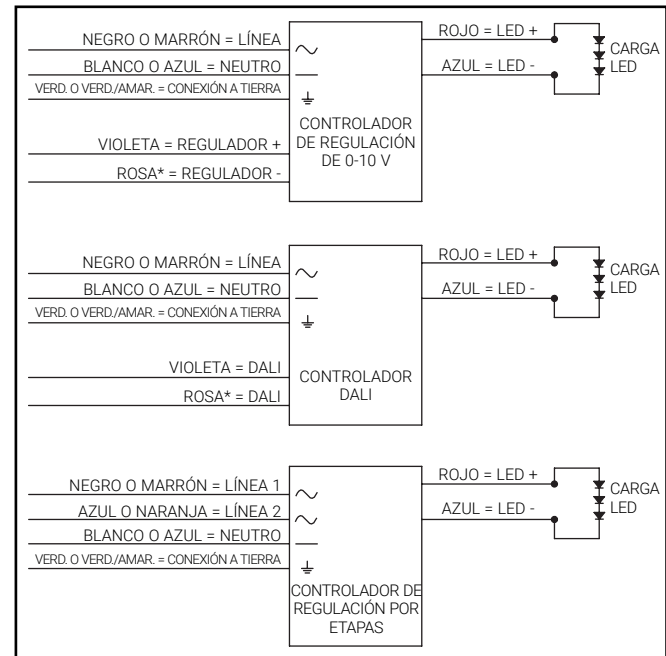 NEGRO O MARRÓN = LÍNEA
BLANCO O AZUL = NEUTRO
VERD. O VERD./AMAR. = CONEXIÓN A TIERRA
VIOLETA = REGULADOR +
ROSA* = REGULADOR -
CONTROLADOR
DE REGULACIÓN
DE 0-10 V
ROJO = LED +
AZUL = LED -
CARGA
LED
NEGRO O MARRÓN = LÍNEA
BLANCO O AZUL = NEUTRO
VERD. O VERD./AMAR. = CONEXIÓN A TIERRA
VIOLETA = DALI
ROSA* = DALI
CONTROLADOR
DALI
ROJO = LED +
AZUL = LED -
CARGA
LED
NEGRO O MARRÓN = LÍNEA 1
AZUL O NARANJA = LÍNEA 2
BLANCO O AZUL = NEUTRO
VERD. O VERD./AMAR. = CONEXIÓN A TIERRA
CONTROLADOR DE
REGULACIÓN POR
ETAPAS
ROJO = LED +
AZUL = LED -
CARGA
LED